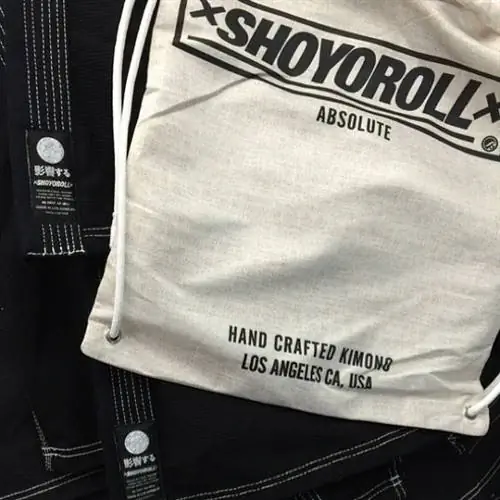 ×SHOYOROLL×
®
ABSOLUTE
HAND CRAFTED KIMONO
LOS ANGELES CA, USA
影響する
×SHOYOROLL×
影響する